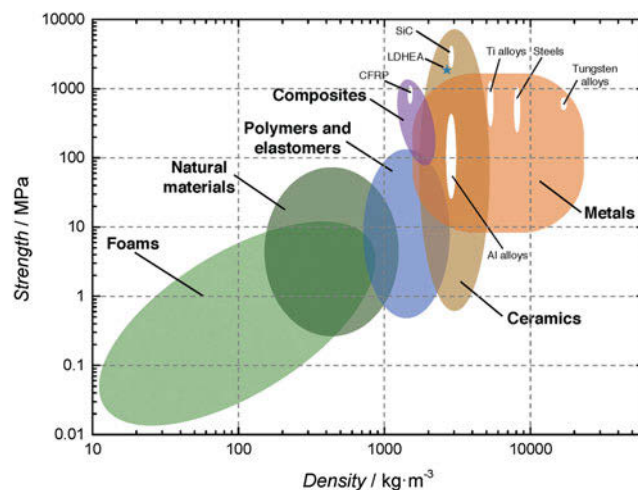 10000
1000
100
10
1
0.1
0.01
Strength / MPa
SiC
LDHEA
CFRP
Ti alloys
Steels
Tungsten
alloys
Composites
Polymers and
elastomers
Natural
materials
Foams
Metals
Al alloys
Ceramics
10
100
1000
10000
Density / kg·m⁻³